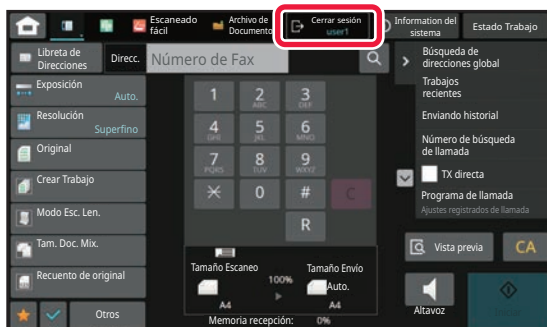 Escaneado
fácil
Archivo de
Documento
Cerrar sesión
user1
Information del
sistema
Estado Trabajo
Libreta de
Direcciones
Direcc.
Número de Fax
Búsqueda de
direcciones global
Trabajos
recientes
Enviando historial
Número de búsqueda
de llamada
TX directa
Programa de llamada
Ajustes registrados de llamada
Exposición
Auto.
Resolución
Superfino
Original
Crear Trabajo
Modo Esc. Len.
Tam. Doc. Mix.
Recuento de original
Otros
1
2
ABC
3
DEF
4
GHI
5
JKL
6
MNO
7
PQRS
8
TUV
9
WXYZ
0
#
C
R
Tamaño Escaneo
100%
Tamaño Envío
Auto.
A4
A4
Memoria recepción: 0%
Vista previa
CA
Altavoz